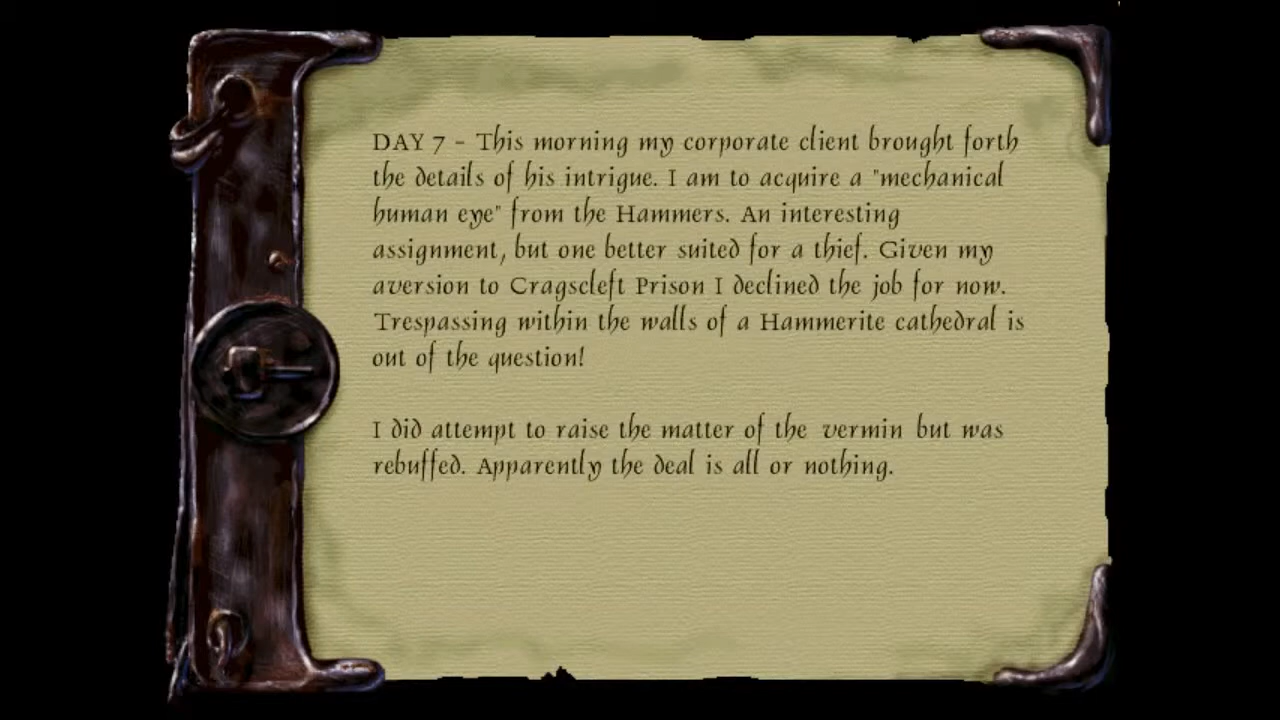 DAY 7 - This morning my corporate client brought forth
the details of his intrigue. I am to acquire a "mechanical
human eye" from the Hammers. An interesting
assignment, but one better suited for a thief. Given my
aversion to Cragscleft Prison I declined the job for now.
Trespassing within the walls of a Hammerite cathedral is
out of the question!
I did attempt to raise the matter of the vermin but was
rebuffed. Apparently the deal is all or nothing.